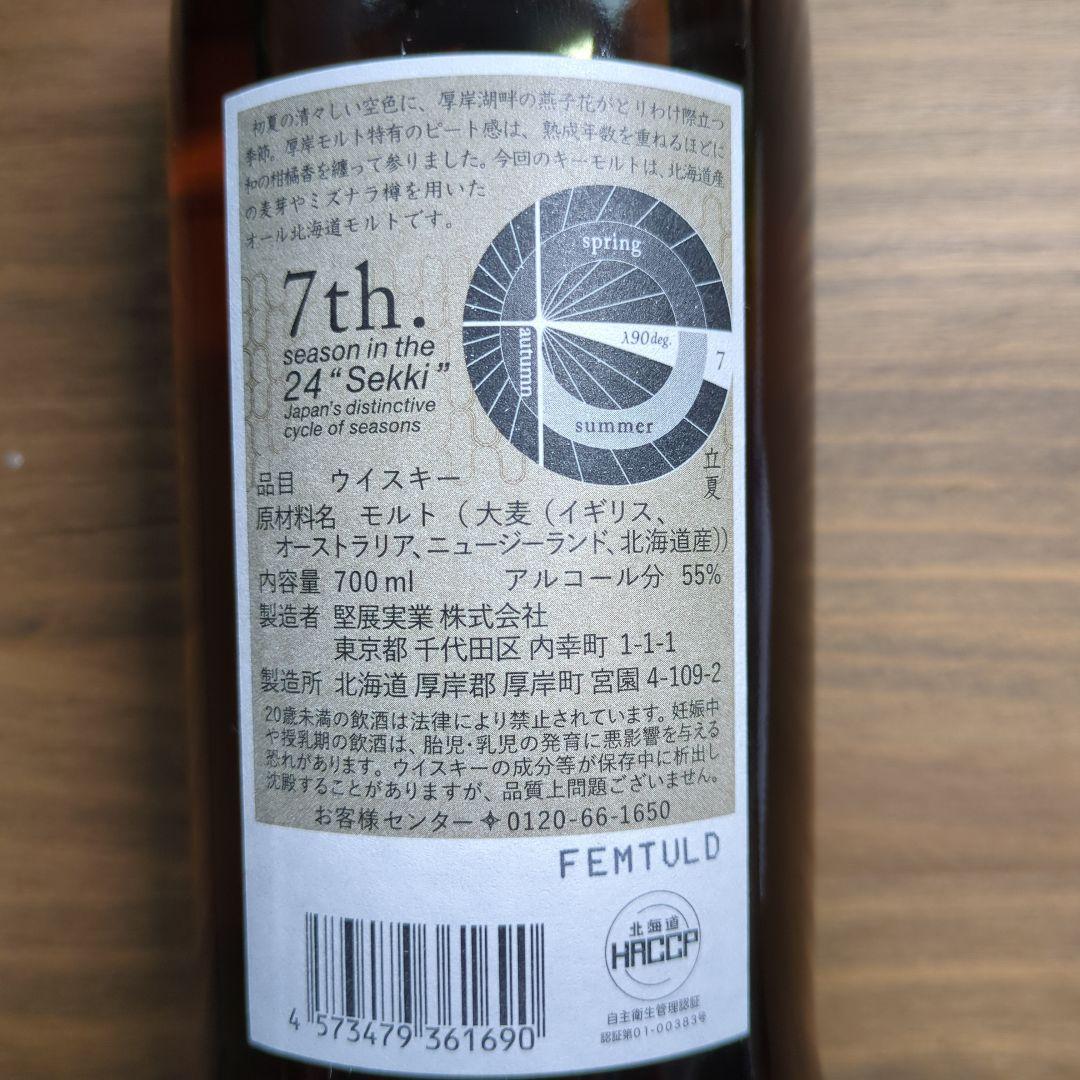 初夏の清々しい空色に、厚岸湖畔の燕子花がとりわけ際立つ
季節。厚岸モルト特有のピート感は、熟成年数を重ねるほどに
和の柑橘香を纏って参りました。今回のキーモルトは、北海道産
の麦芽やミズナラ樽を用いた
オール北海道モルトです。
spring
λ90deg.
7
autumn
summer
立夏
7th.
season in the
24 “Sekki”
Japan's distinctive
cycle of seasons
品目 ウイスキー
原材料名 モルト（大麦（イギリス、
オーストラリア、ニュージーランド、北海道産））
内容量 700 ml アルコール分 55%
製造者 堅展実業 株式会社
東京都 千代田区 内幸町 1-1-1
製造所 北海道 厚岸郡 厚岸町 宮園 4-109-2
20歳未満の飲酒は法律により禁止されています。妊娠中
や授乳期の飲酒は、胎児・乳児の発育に悪影響を与える
恐れがあります。ウイスキーの成分等が保存中に析出し
沈殿することがありますが、品質上問題ございません。
お客様センター✧0120-66-1650
FEMTULD
北海道
HACCP
自主衛生管理認証
認証第01-00383号
4 573479 361690